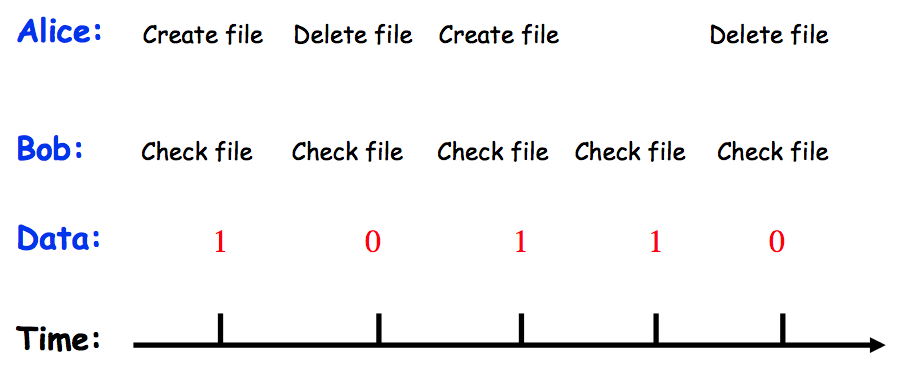 Alice: Create file Delete file Create file Delete file
Bob: Check file Check file Check file Check file Check file
Data: 1 0 1 1 0
Time: